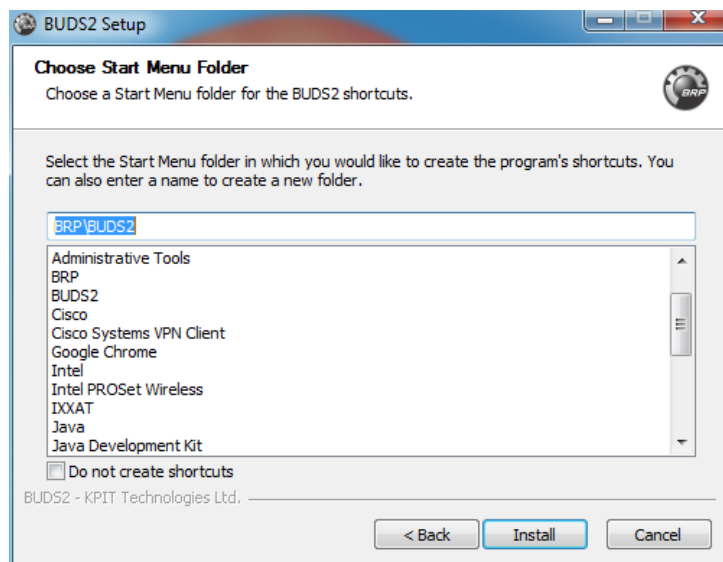 BUDS2 Setup
Choose Start Menu Folder
Choose a Start Menu folder for the BUDS2 shortcuts.
BRP
Select the Start Menu folder in which you would like to create the program's shortcuts. You
can also enter a name to create a new folder.
BRP\BUDS2
Administrative Tools
BRP
BUDS2
Cisco
Cisco Systems VPN Client
Google Chrome
Intel
Intel PROSet Wireless
IXXAT
Java
Java Development Kit
Do not create shortcuts
BUDS2 - KPIT Technologies Ltd.
< Back
Install
Cancel